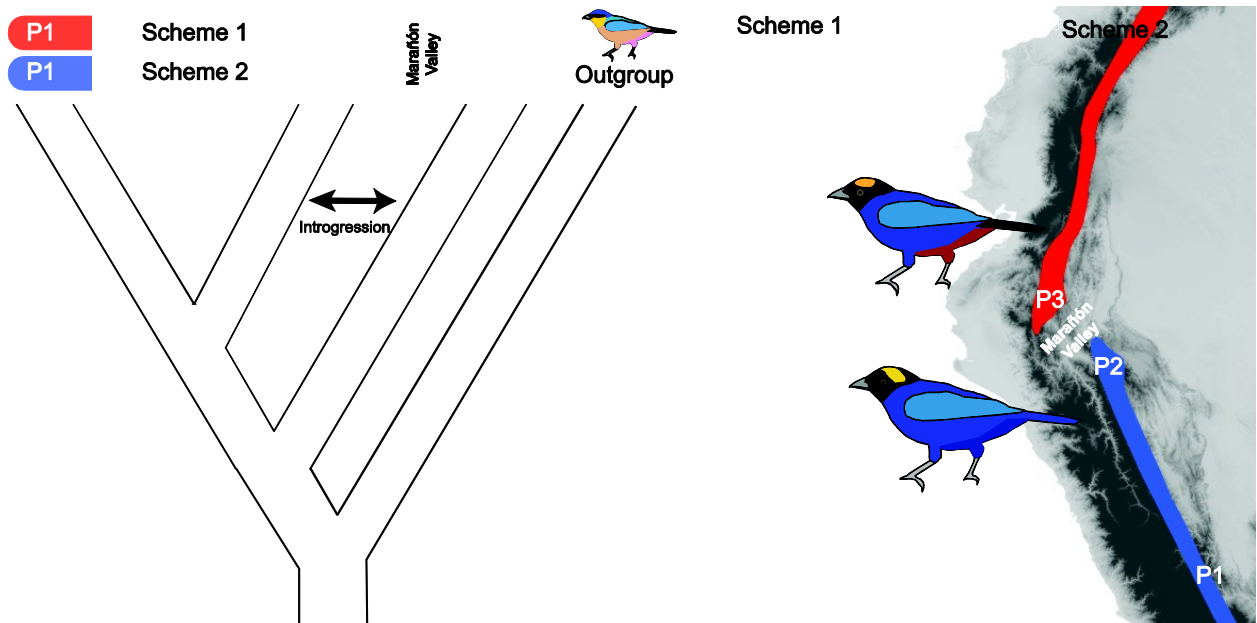 P1
Scheme 1
P1
Scheme 2
Marañón
Valley
Outgroup
Introgression
Scheme 1
Scheme 2
P3
Marañón
Valley
P2
P1